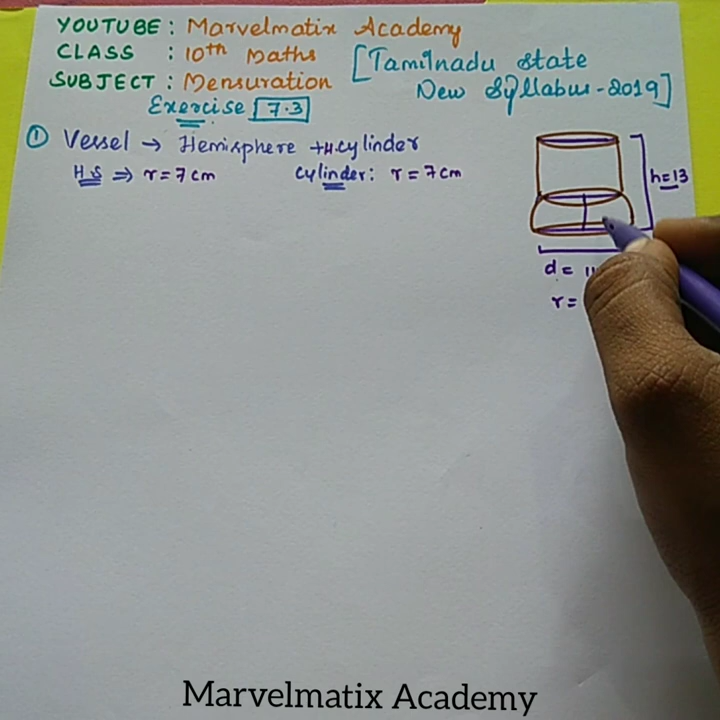 YOUTUBE : Marvelmatix Academy
CLASS : 10th Maths
SUBJECT : Mensuration
[Tamilnadu State
New Syllabus - 2019]
Exercise 7.3
① Vessel → Hemisphere + H.cylinder
H.S ⇒ r = 7 cm cylinder : r = 7 cm
h = 13
d =
r =
Marvelmatix Academy